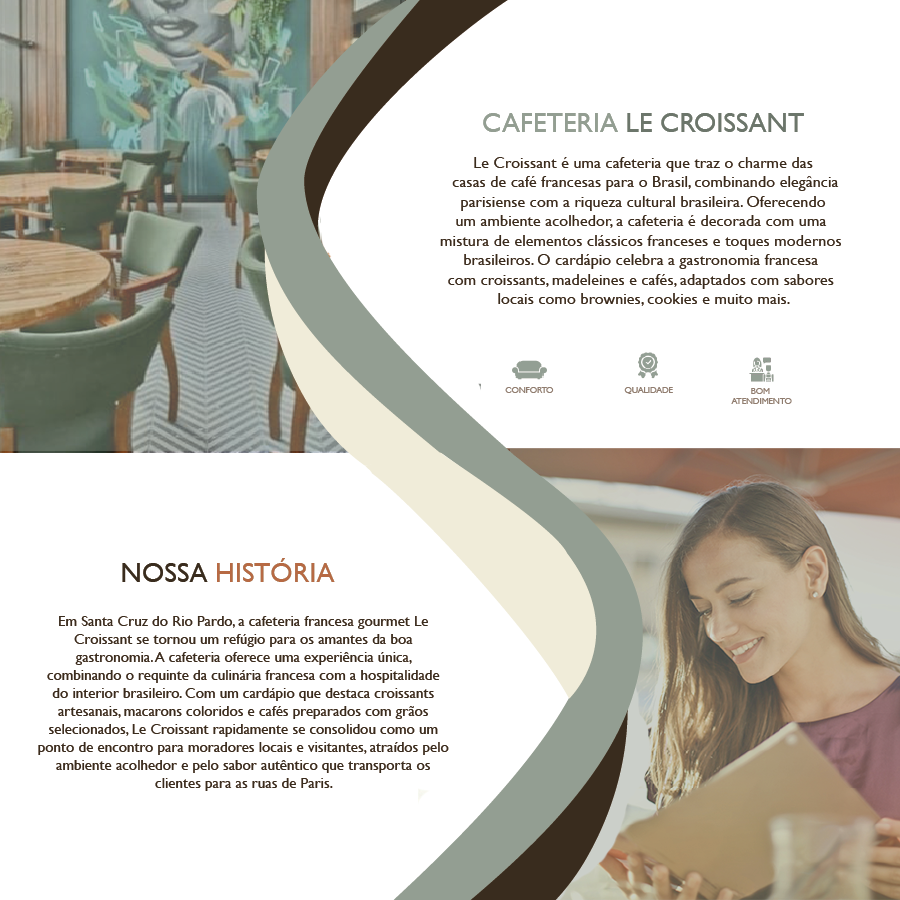 CAFETERIA LE CROISSANT
Le Croissant é uma cafeteria que traz o charme das
casas de café francesas para o Brasil, combinando elegância
parisiense com a riqueza cultural brasileira. Oferecendo
um ambiente acolhedor, a cafeteria é decorada com uma
mistura de elementos clássicos franceses e toques modernos
brasileiros. O cardápio celebra a gastronomia francesa
com croissants, madeleines e cafés, adaptados com sabores
locais como brownies, cookies e muito mais.
CONFORTO
QUALIDADE
BOM
ATENDIMENTO
NOSSA HISTÓRIA
Em Santa Cruz do Rio Pardo, a cafeteria francesa gourmet Le
Croissant se tornou um refúgio para os amantes da boa
gastronomia. A cafeteria oferece uma experiência única,
combinando o requinte da culinária francesa com a hospitalidade
do interior brasileiro. Com um cardápio que destaca croissants
artesanais, macarons coloridos e cafés preparados com grãos
selecionados, Le Croissant rapidamente se consolidou como um
ponto de encontro para moradores locais e visitantes, atraídos pelo
ambiente acolhedor e pelo sabor autêntico que transporta os
clientes para as ruas de Paris.